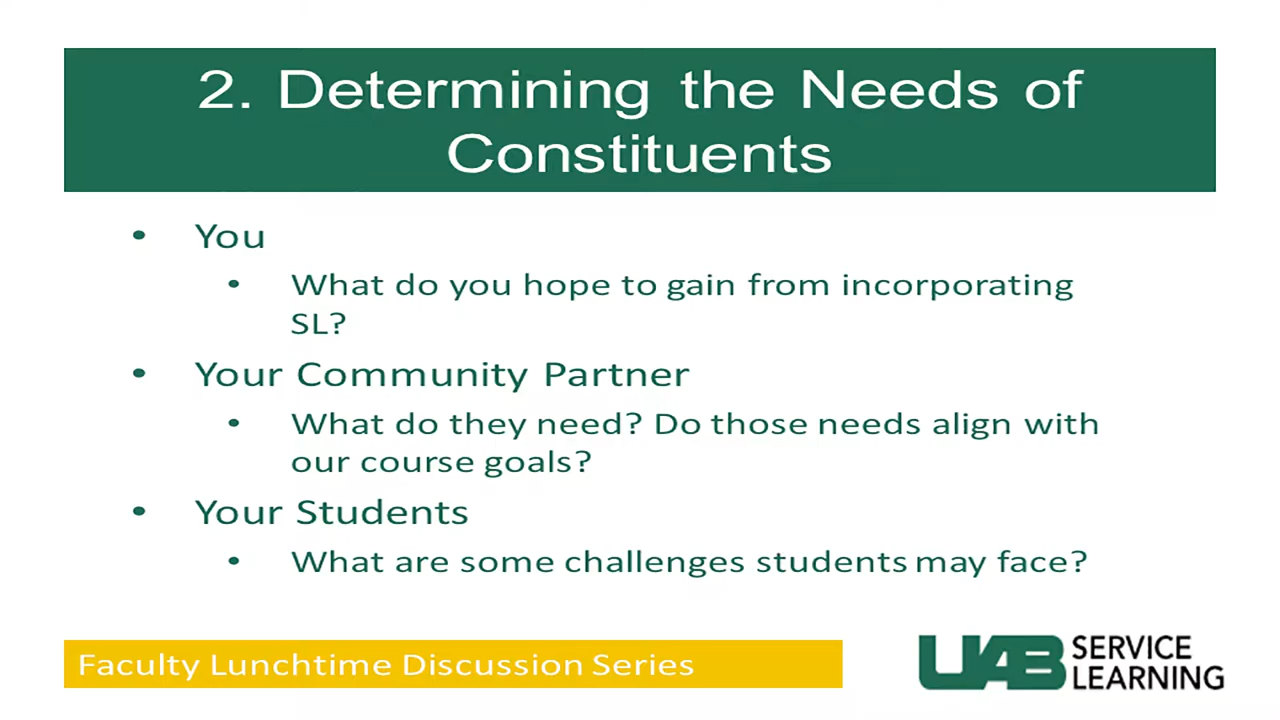 2. Determining the Needs of
Constituents
• You
• What do you hope to gain from incorporating
SL?
• Your Community Partner
• What do they need? Do those needs align with
our course goals?
• Your Students
• What are some challenges students may face?
Faculty Lunchtime Discussion Series
UAB SERVICE
LEARNING